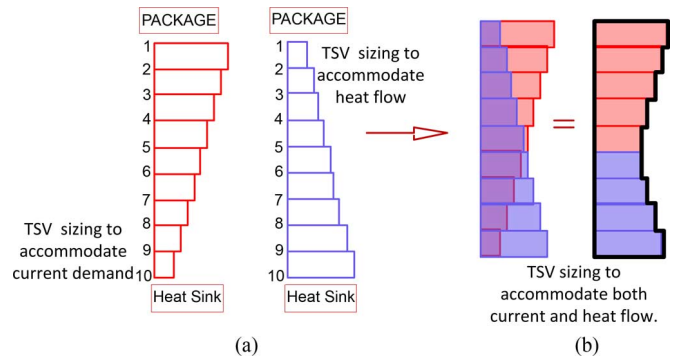 PACKAGE
1
2
3
4
5
6
7
8
9
10
Heat Sink
TSV sizing to
accommodate
current demand
PACKAGE
1
2
3
4
5
6
7
8
9
10
Heat Sink
TSV sizing to
accommodate
heat flow
(a)
=
TSV sizing to
accommodate both
current and heat flow.
(b)